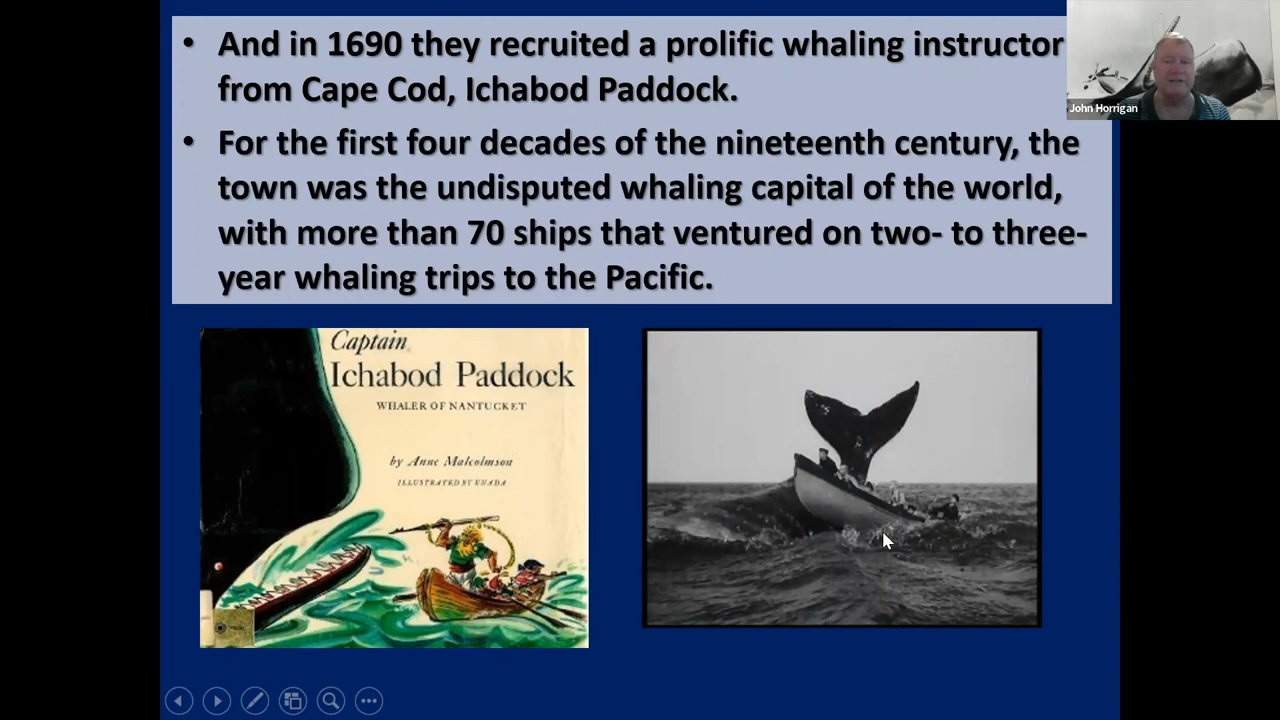 • And in 1690 they recruited a prolific whaling instructor
from Cape Cod, Ichabod Paddock.
• For the first four decades of the nineteenth century, the
town was the undisputed whaling capital of the world,
with more than 70 ships that ventured on two- to three-
year whaling trips to the Pacific.
John Horrigan
Captain
Ichabod Paddock
WHALER OF NANTUCKET
by Anne Malcolmson
ILLUSTRATED BY UNADA